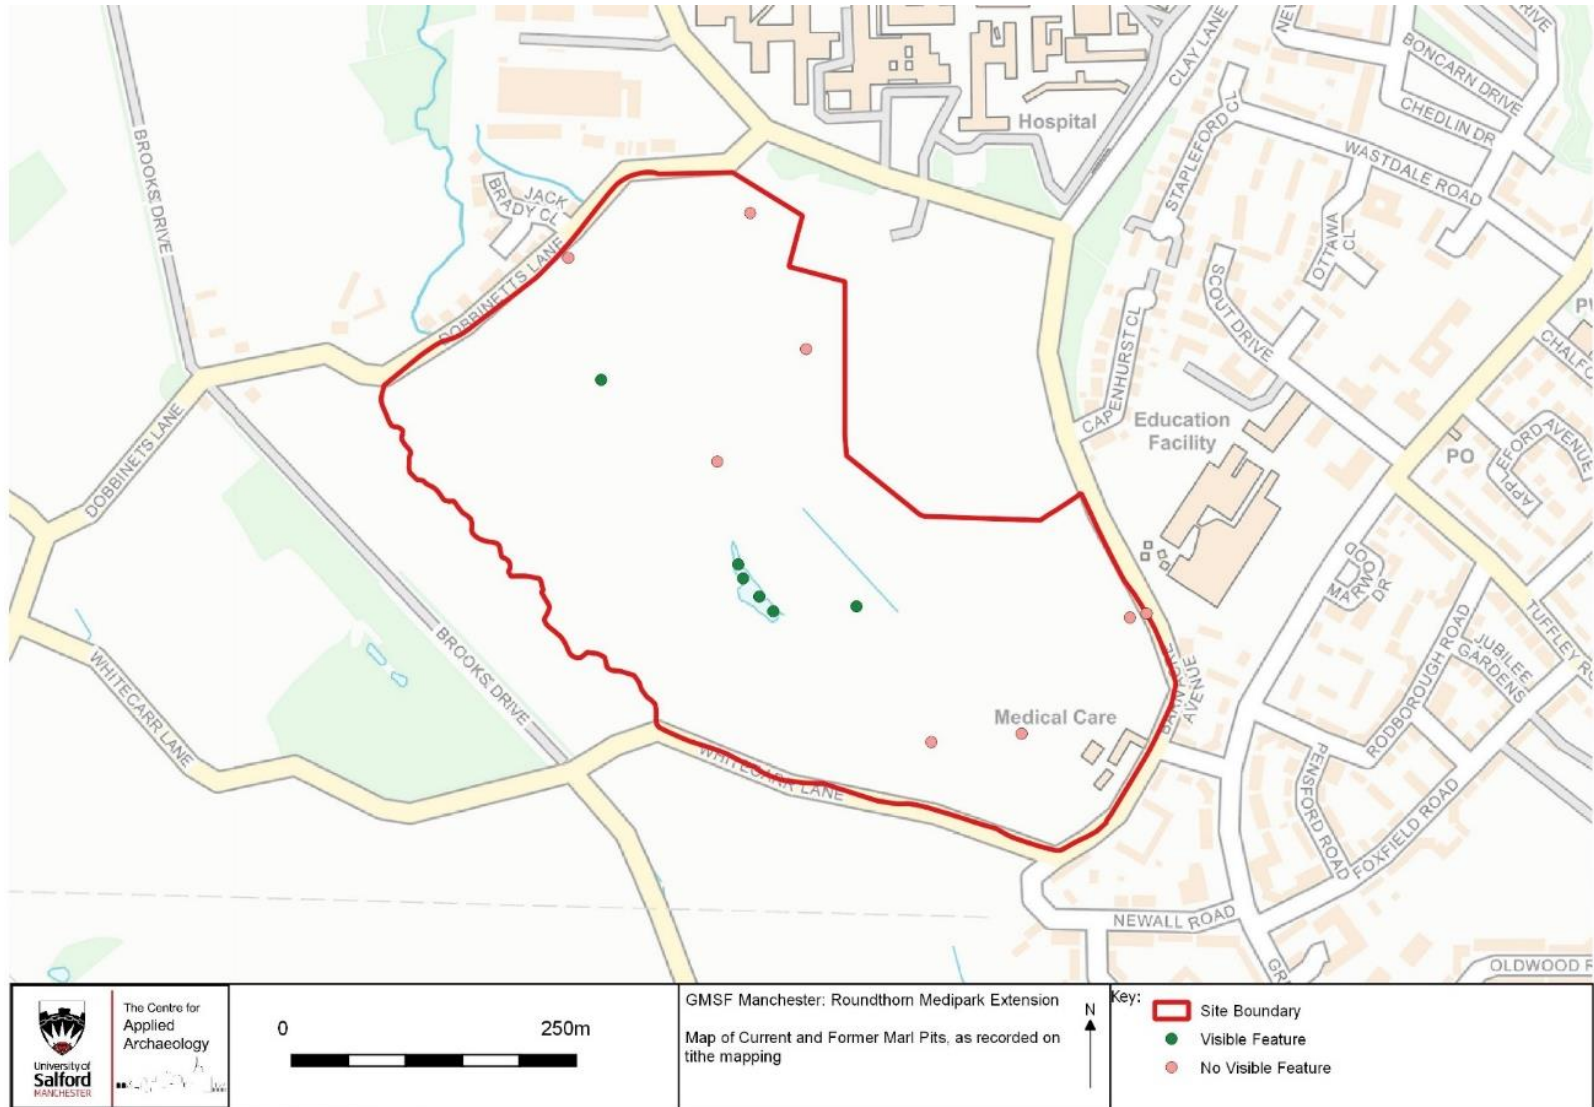 BROOKS' DRIVE
JACK
BRADY CL
DOBBINETTS LANE
DOBBINETS LANE
BROOKS' DRIVE
WHITECARR LANE
WHITECARR LANE
Hospital
CLAY LANE
STAPLEFORD CL
BONCARN DRIVE
CHEDLIN DR
WASTDALE ROAD
OTTAWA
CL
SCOUT DRIVE
CAPENHURST CL
Education
Facility
PO
MARWOOD
DR
TUFFLEY
JUBILEE
GARDENS
RODBOROUGH ROAD
PENSFORD ROAD
FOXFIELD ROAD
AVENUE
Medical Care
NEWALL ROAD
University of
Salford
MANCHESTER
The Centre for
Applied
Archaeology
0 250m
GMSF Manchester: Roundthorn Medipark Extension
Map of Current and Former Marl Pits, as recorded on
tithe mapping
N
Key:
Site Boundary
Visible Feature
No Visible Feature